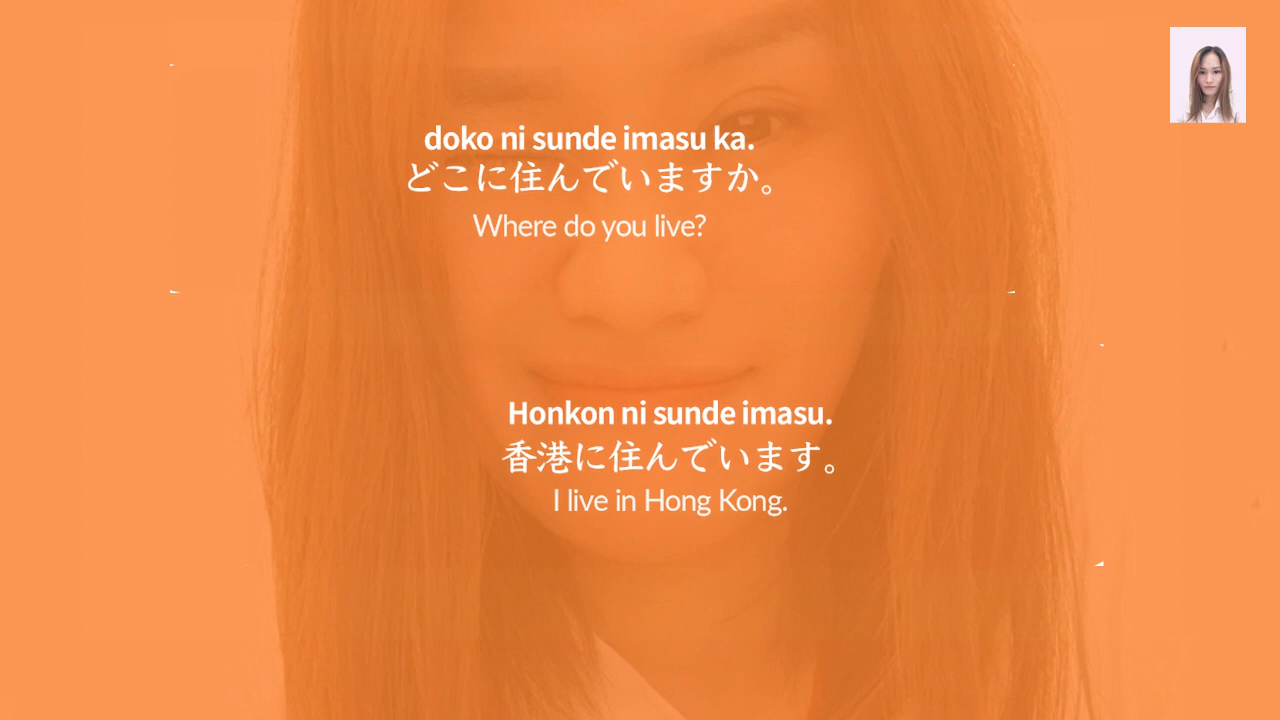 doko ni sunde imasu ka.
どこに住んでいますか。
Where do you live?
Honkon ni sunde imasu.
香港に住んでいます。
I live in Hong Kong.